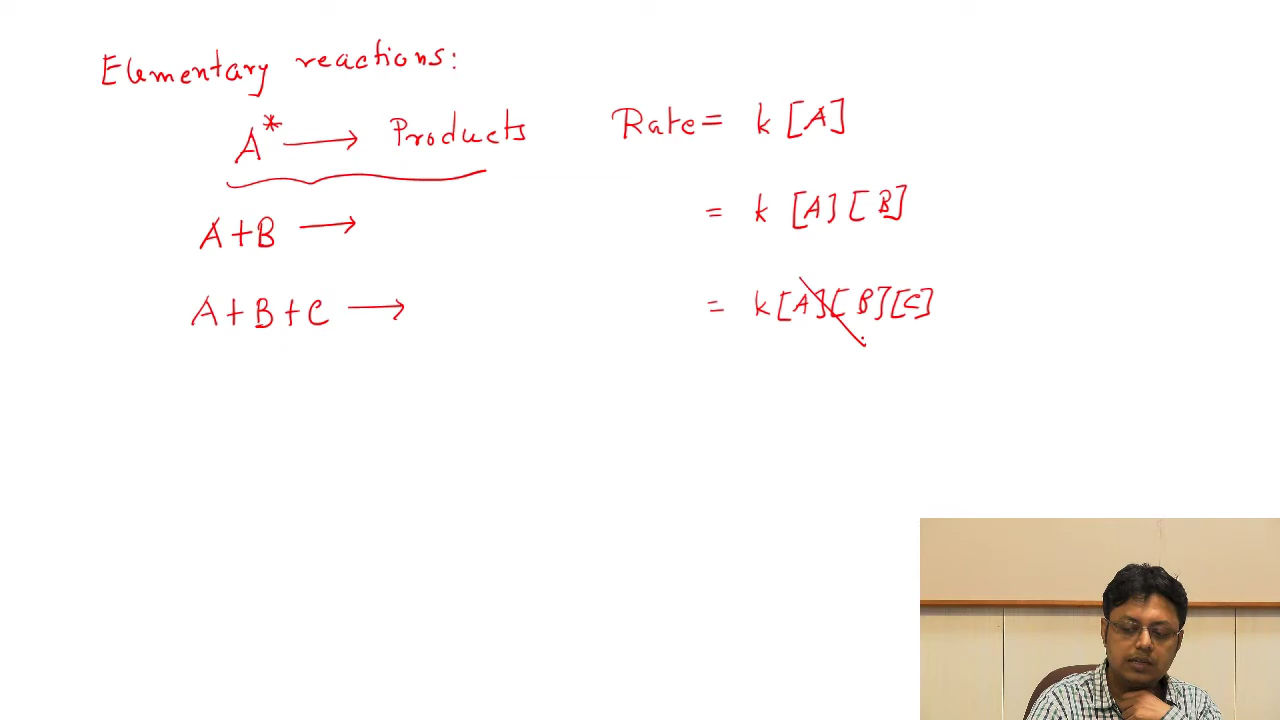 Elementary reactions:
A* ⟶ Products Rate = k [A]
A+B ⟶ = k [A][B]
A+B+C ⟶ = k[A][B][C]